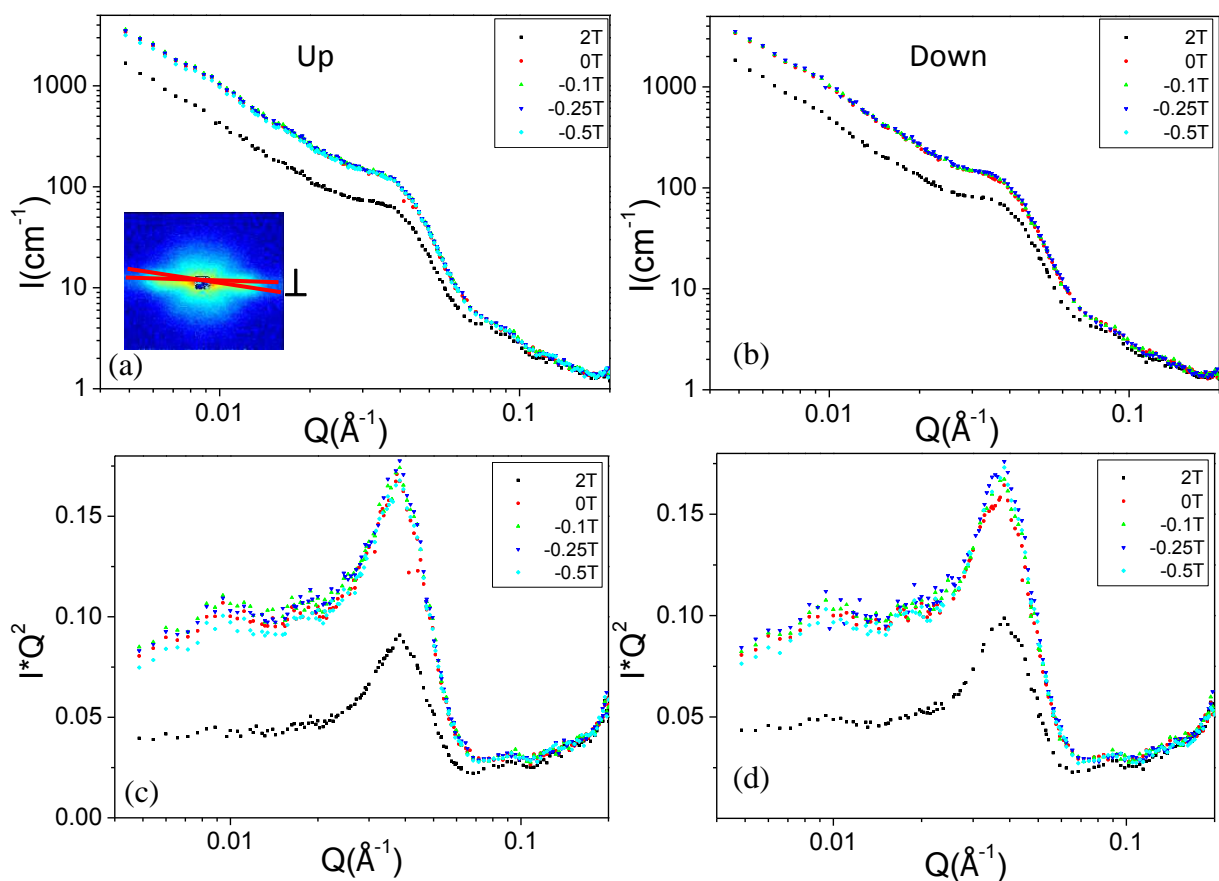 Up
2T
0T
-0.1T
-0.25T
-0.5T
1000
100
10
1
I(cm⁻¹)
⊥
(a)
0.01
0.1
Q(Å⁻¹)
Down
2T
0T
-0.1T
-0.25T
-0.5T
1000
100
10
1
I(cm⁻¹)
(b)
0.01
0.1
Q(Å⁻¹)
2T
0T
-0.1T
-0.25T
-0.5T
0.15
0.10
0.05
0.00
I*Q²
(c)
0.01
0.1
Q(Å⁻¹)
2T
0T
-0.1T
-0.25T
-0.5T
0.15
0.10
0.05
0.00
I*Q²
(d)
0.01
0.1
Q(Å⁻¹)